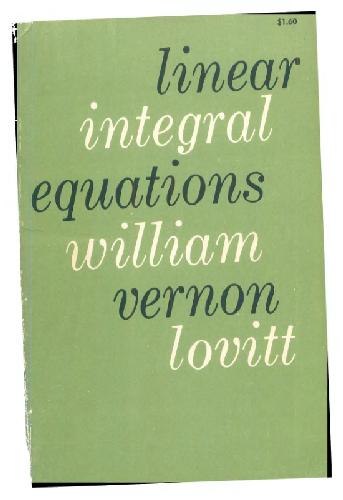 $1.60
linear
integral
equations
william
vernon
lovitt